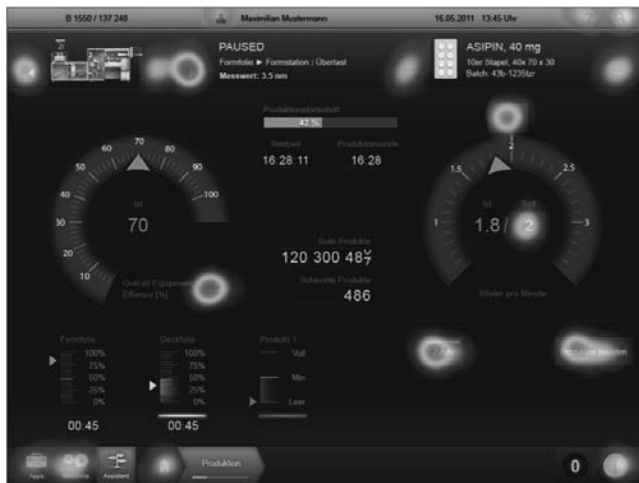 B 1550 / 137 248
Maximilian Mustermann
16.05.2011 13:45 Uhr
PAUSED
Formfolie ► Formstation : Überlast
Messwert: 3.5 nm
ASIPIN, 40 mg
10er Stapel, 40x 70 x 30
Batch: 43b-1235tzr
Produktionsfortschritt
42 %
Restzeit
Produktionsende
16:28:11
16:28
10
20
30
40
50
60
70
80
90
100
Ist
70
Overall Equipment
Effiency [%]
Gute Produkte
120 300 487
Schlechte Produkte
486
1
1.5
2
2.5
3
Ist
Soll
1.8 / 2
Wieler pro Minute
Formfolie
100%
75%
50%
25%
0%
00:45
Deckfolie
100%
75%
50%
25%
0%
00:45
Produkt 1
Voll
Min
Leer
Produktion beenden
Apps
Assistent
Produktion
0